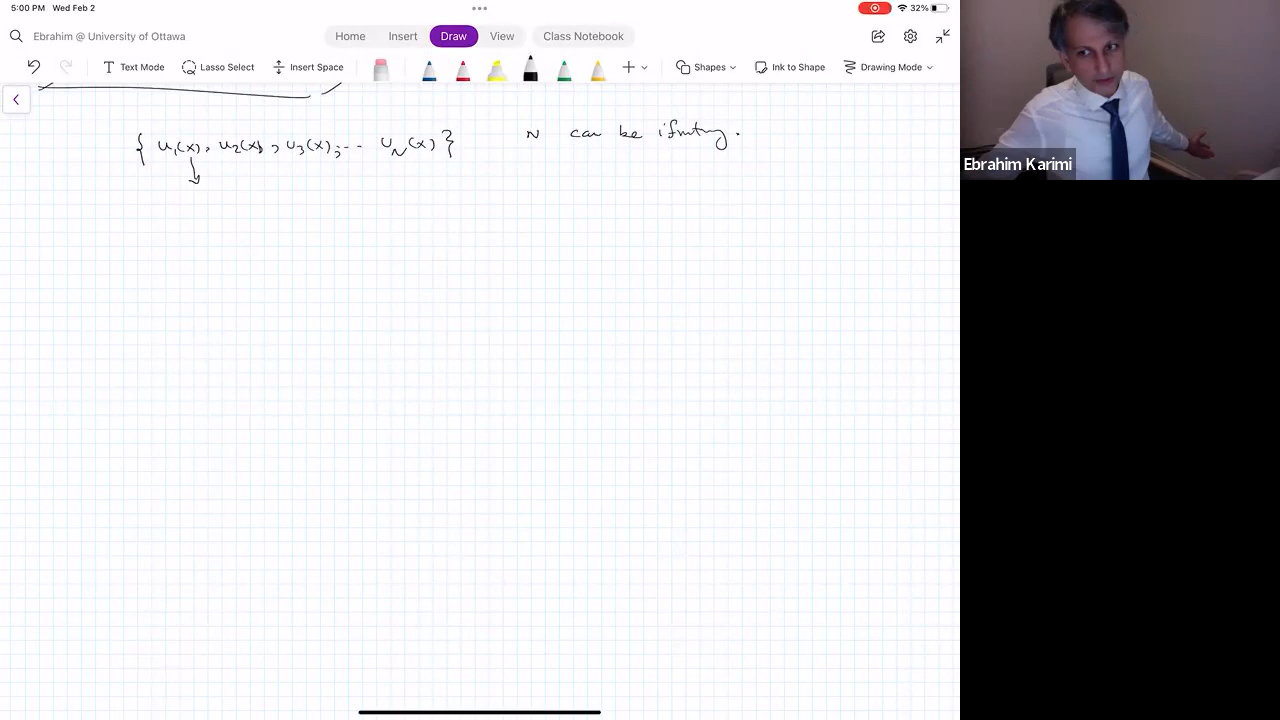 5:00 PM Wed Feb 2
32%
Ebrahim @ University of Ottawa
Home Insert Draw View Class Notebook
Text Mode Lasso Select Insert Space Shapes Ink to Shape Drawing Mode
{ u₁(x), u₂(x), u₃(x), ... u_N(x) }
N can be
Ebrahim Karimi